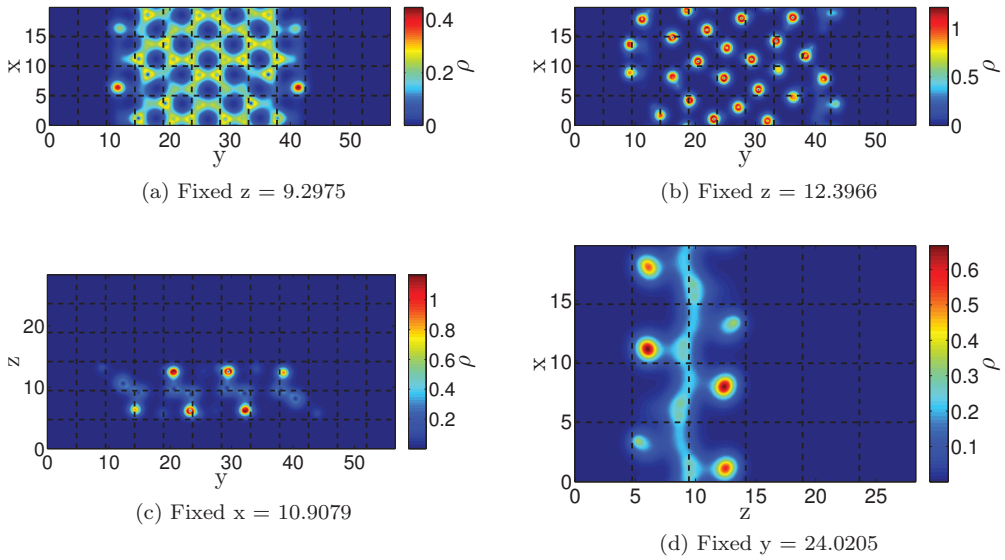 15
10
5
0
x
0 10 20 30 40 50
y
0.4
0.2
0
ρ
(a) Fixed z = 9.2975
15
10
5
0
x
0 10 20 30 40 50
y
1
0.5
0
ρ
(b) Fixed z = 12.3966
20
10
0
z
0 10 20 30 40 50
y
1
0.8
0.6
0.4
0.2
ρ
(c) Fixed x = 10.9079
15
10
5
0
x
0 5 10 15 20 25
z
0.6
0.5
0.4
0.3
0.2
0.1
ρ
(d) Fixed y = 24.0205